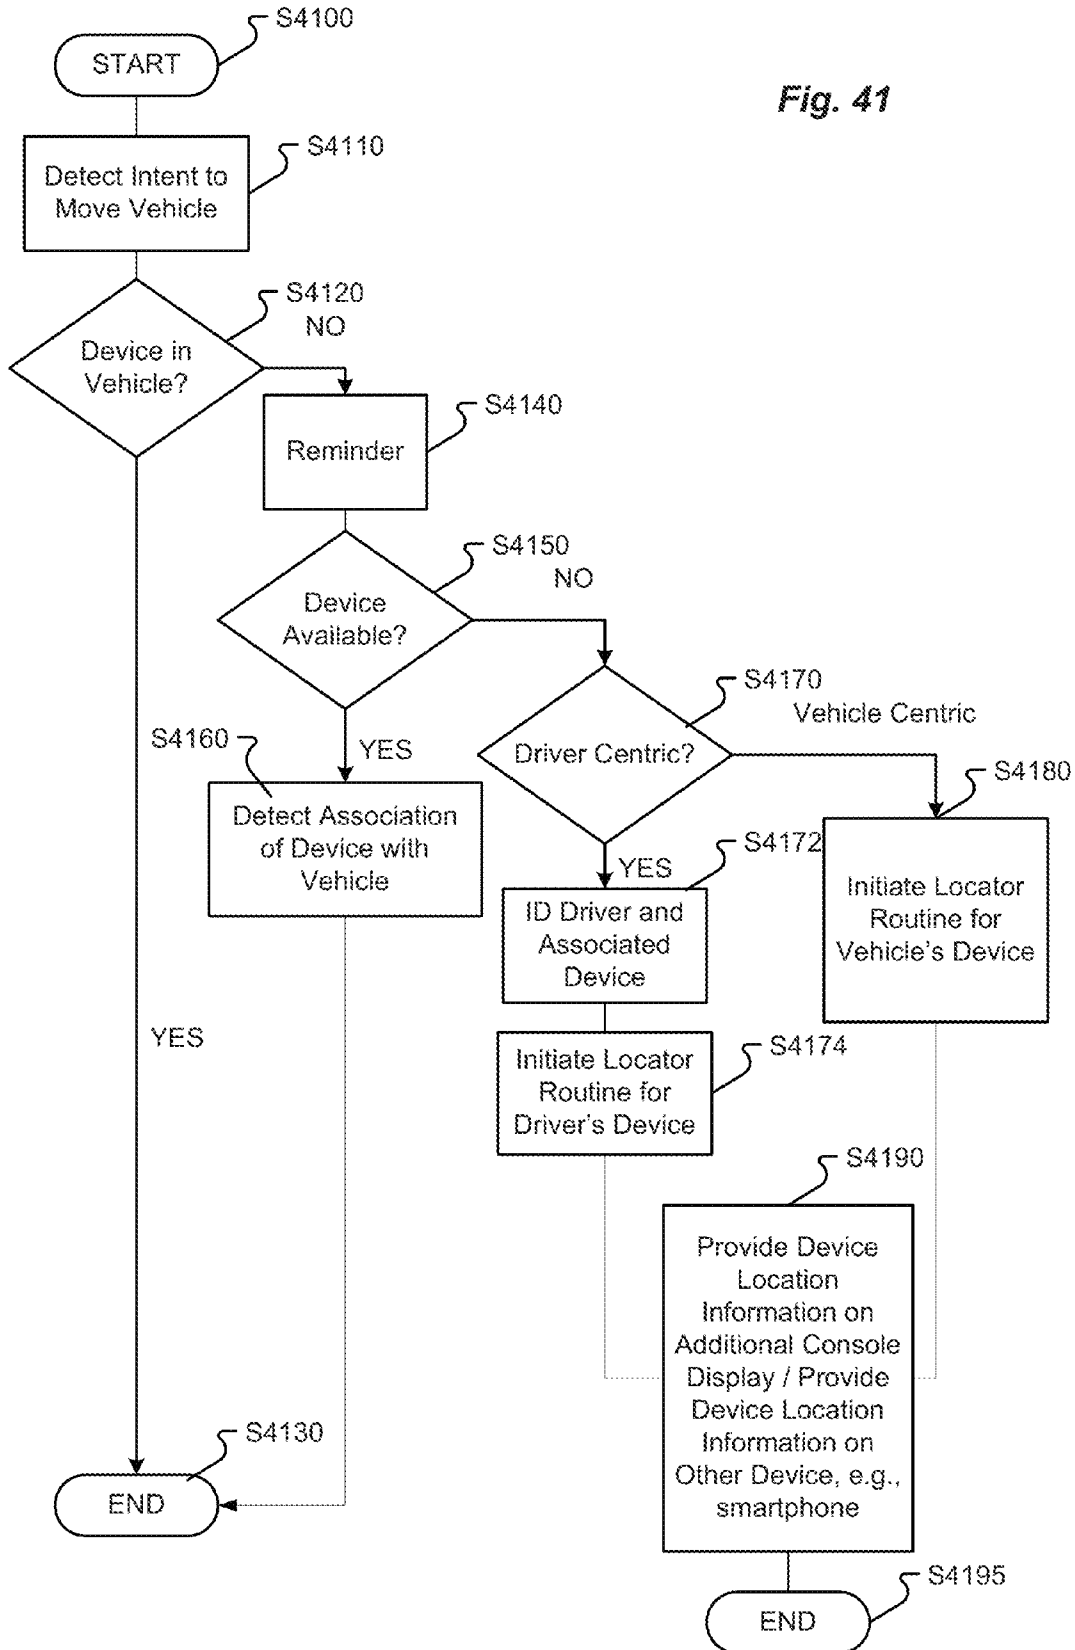 S4100
START
Fig. 41
S4110
Detect Intent to
Move Vehicle
S4120
NO
Device in
Vehicle?
S4140
Reminder
S4150
NO
Device
Available?
S4170
Vehicle Centric
S4160
YES
Driver Centric?
S4180
Detect Association
of Device with
Vehicle
S4172
YES
ID Driver and
Associated
Device
Initiate Locator
Routine for
Vehicle's Device
YES
S4174
Initiate Locator
Routine for
Driver's Device
S4190
Provide Device
Location
Information on
Additional Console
Display / Provide
Device Location
Information on
Other Device, e.g.,
smartphone
S4130
END
S4195
END